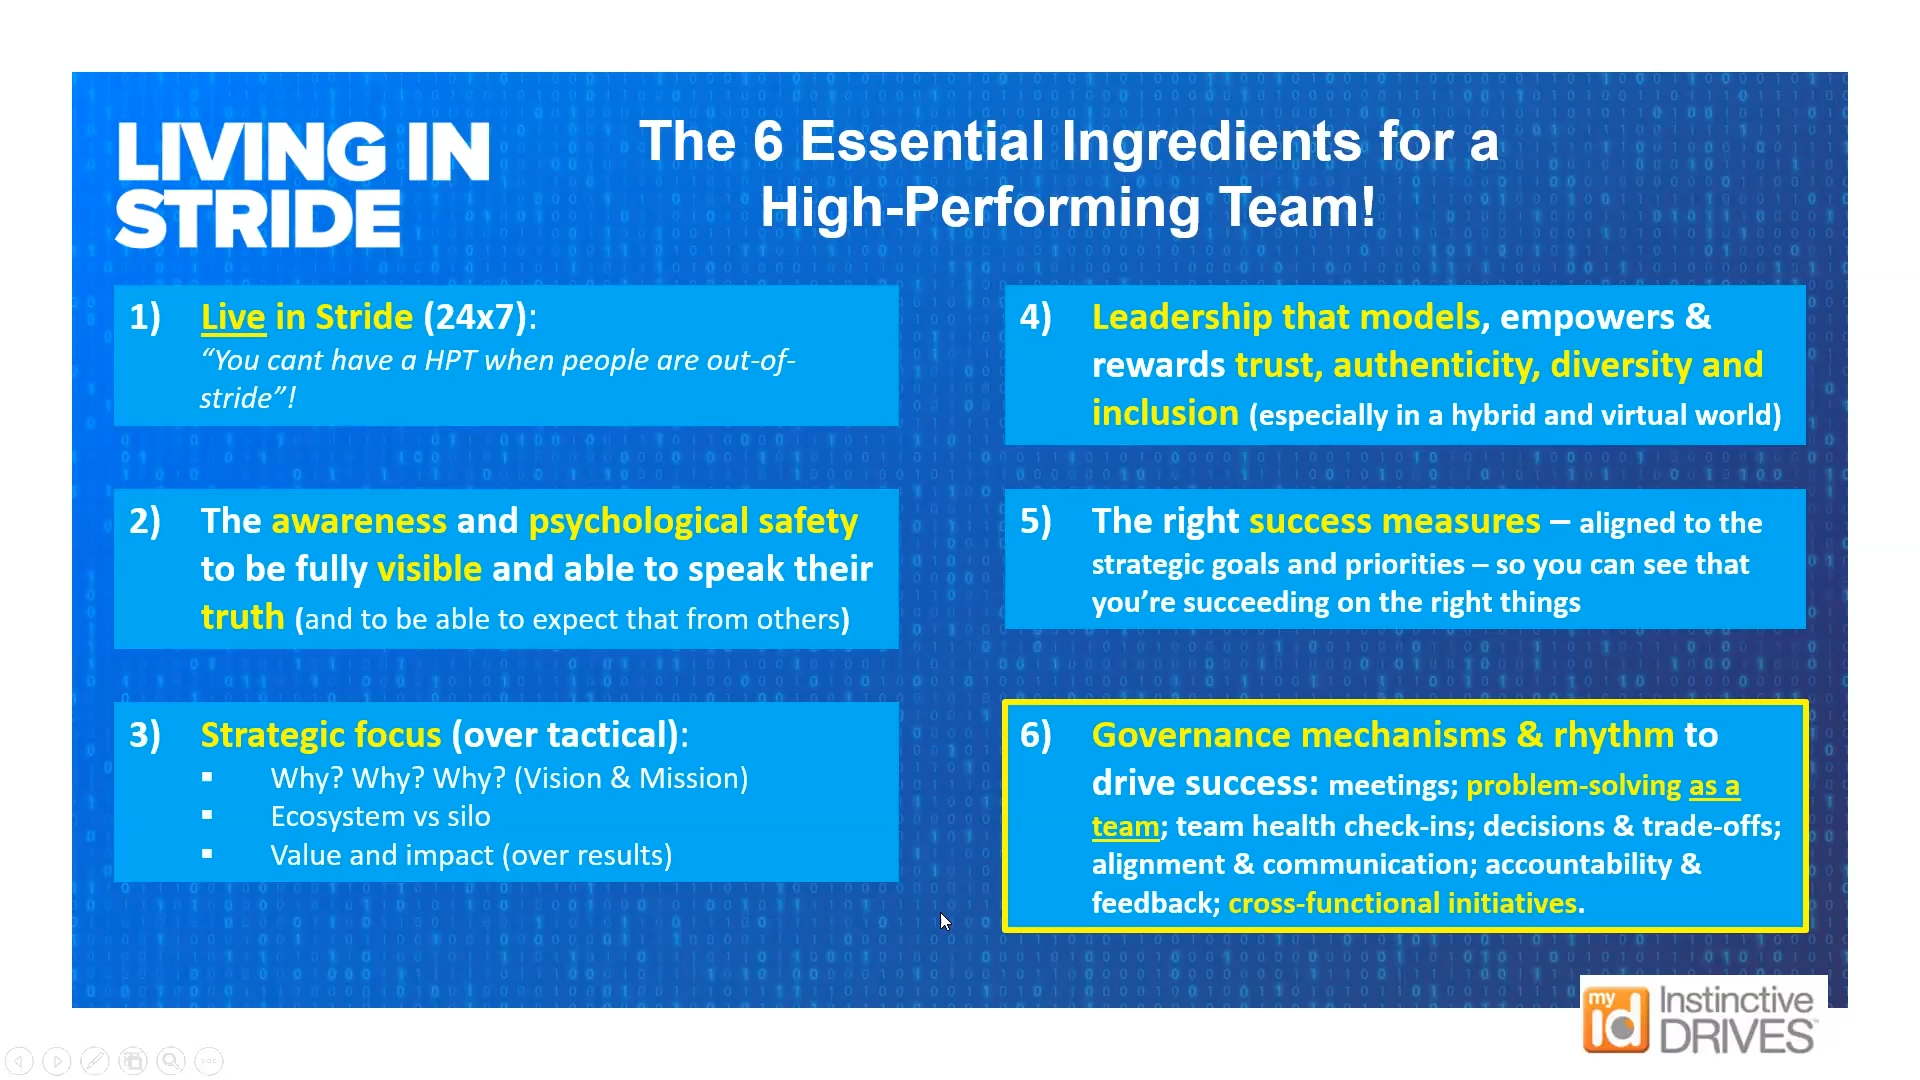 LIVING IN
STRIDE
The 6 Essential Ingredients for a
High-Performing Team!
1) Live in Stride (24x7):
“You cant have a HPT when people are out-of-
stride”!
2) The awareness and psychological safety
to be fully visible and able to speak their
truth (and to be able to expect that from others)
3) Strategic focus (over tactical):
▪ Why? Why? Why? (Vision & Mission)
▪ Ecosystem vs silo
▪ Value and impact (over results)
4) Leadership that models, empowers &
rewards trust, authenticity, diversity and
inclusion (especially in a hybrid and virtual world)
5) The right success measures – aligned to the
strategic goals and priorities – so you can see that
you’re succeeding on the right things
6) Governance mechanisms & rhythm to
drive success: meetings; problem-solving as a
team; team health check-ins; decisions & trade-offs;
alignment & communication; accountability &
feedback; cross-functional initiatives.
my
id
Instinctive
DRIVES™